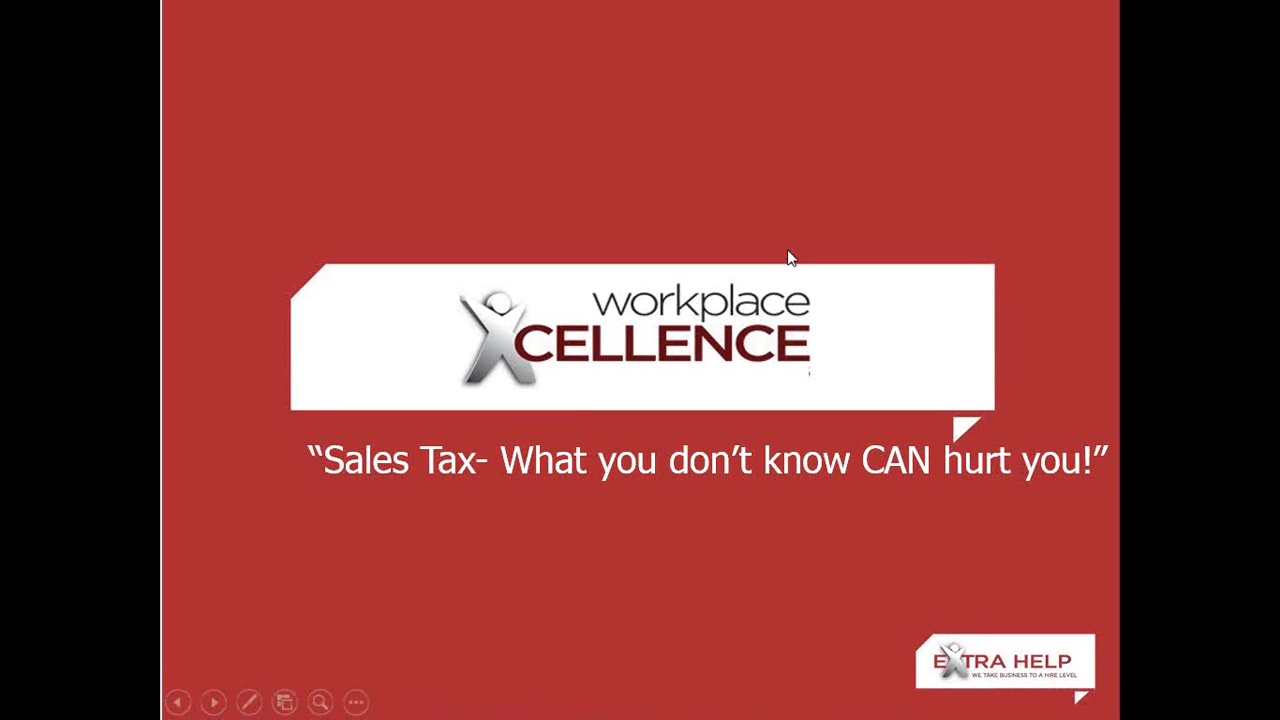 workplace
XCELLENCE
“Sales Tax- What you don’t know CAN hurt you!”
EXTRA HELP
WE TAKE BUSINESS TO A HIRE LEVEL